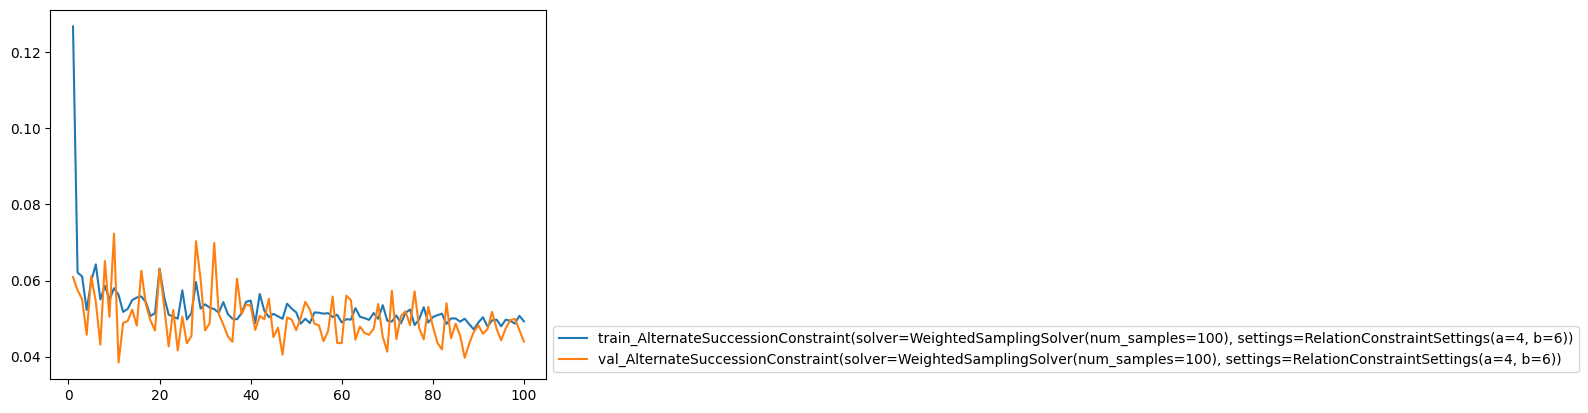 0.12
0.10
0.08
0.06
0.04
0 20 40 60 80 100
train_AlternateSuccessionConstraint(solver=WeightedSamplingSolver(num_samples=100), settings=RelationConstraintSettings(a=4, b=6))
val_AlternateSuccessionConstraint(solver=WeightedSamplingSolver(num_samples=100), settings=RelationConstraintSettings(a=4, b=6))